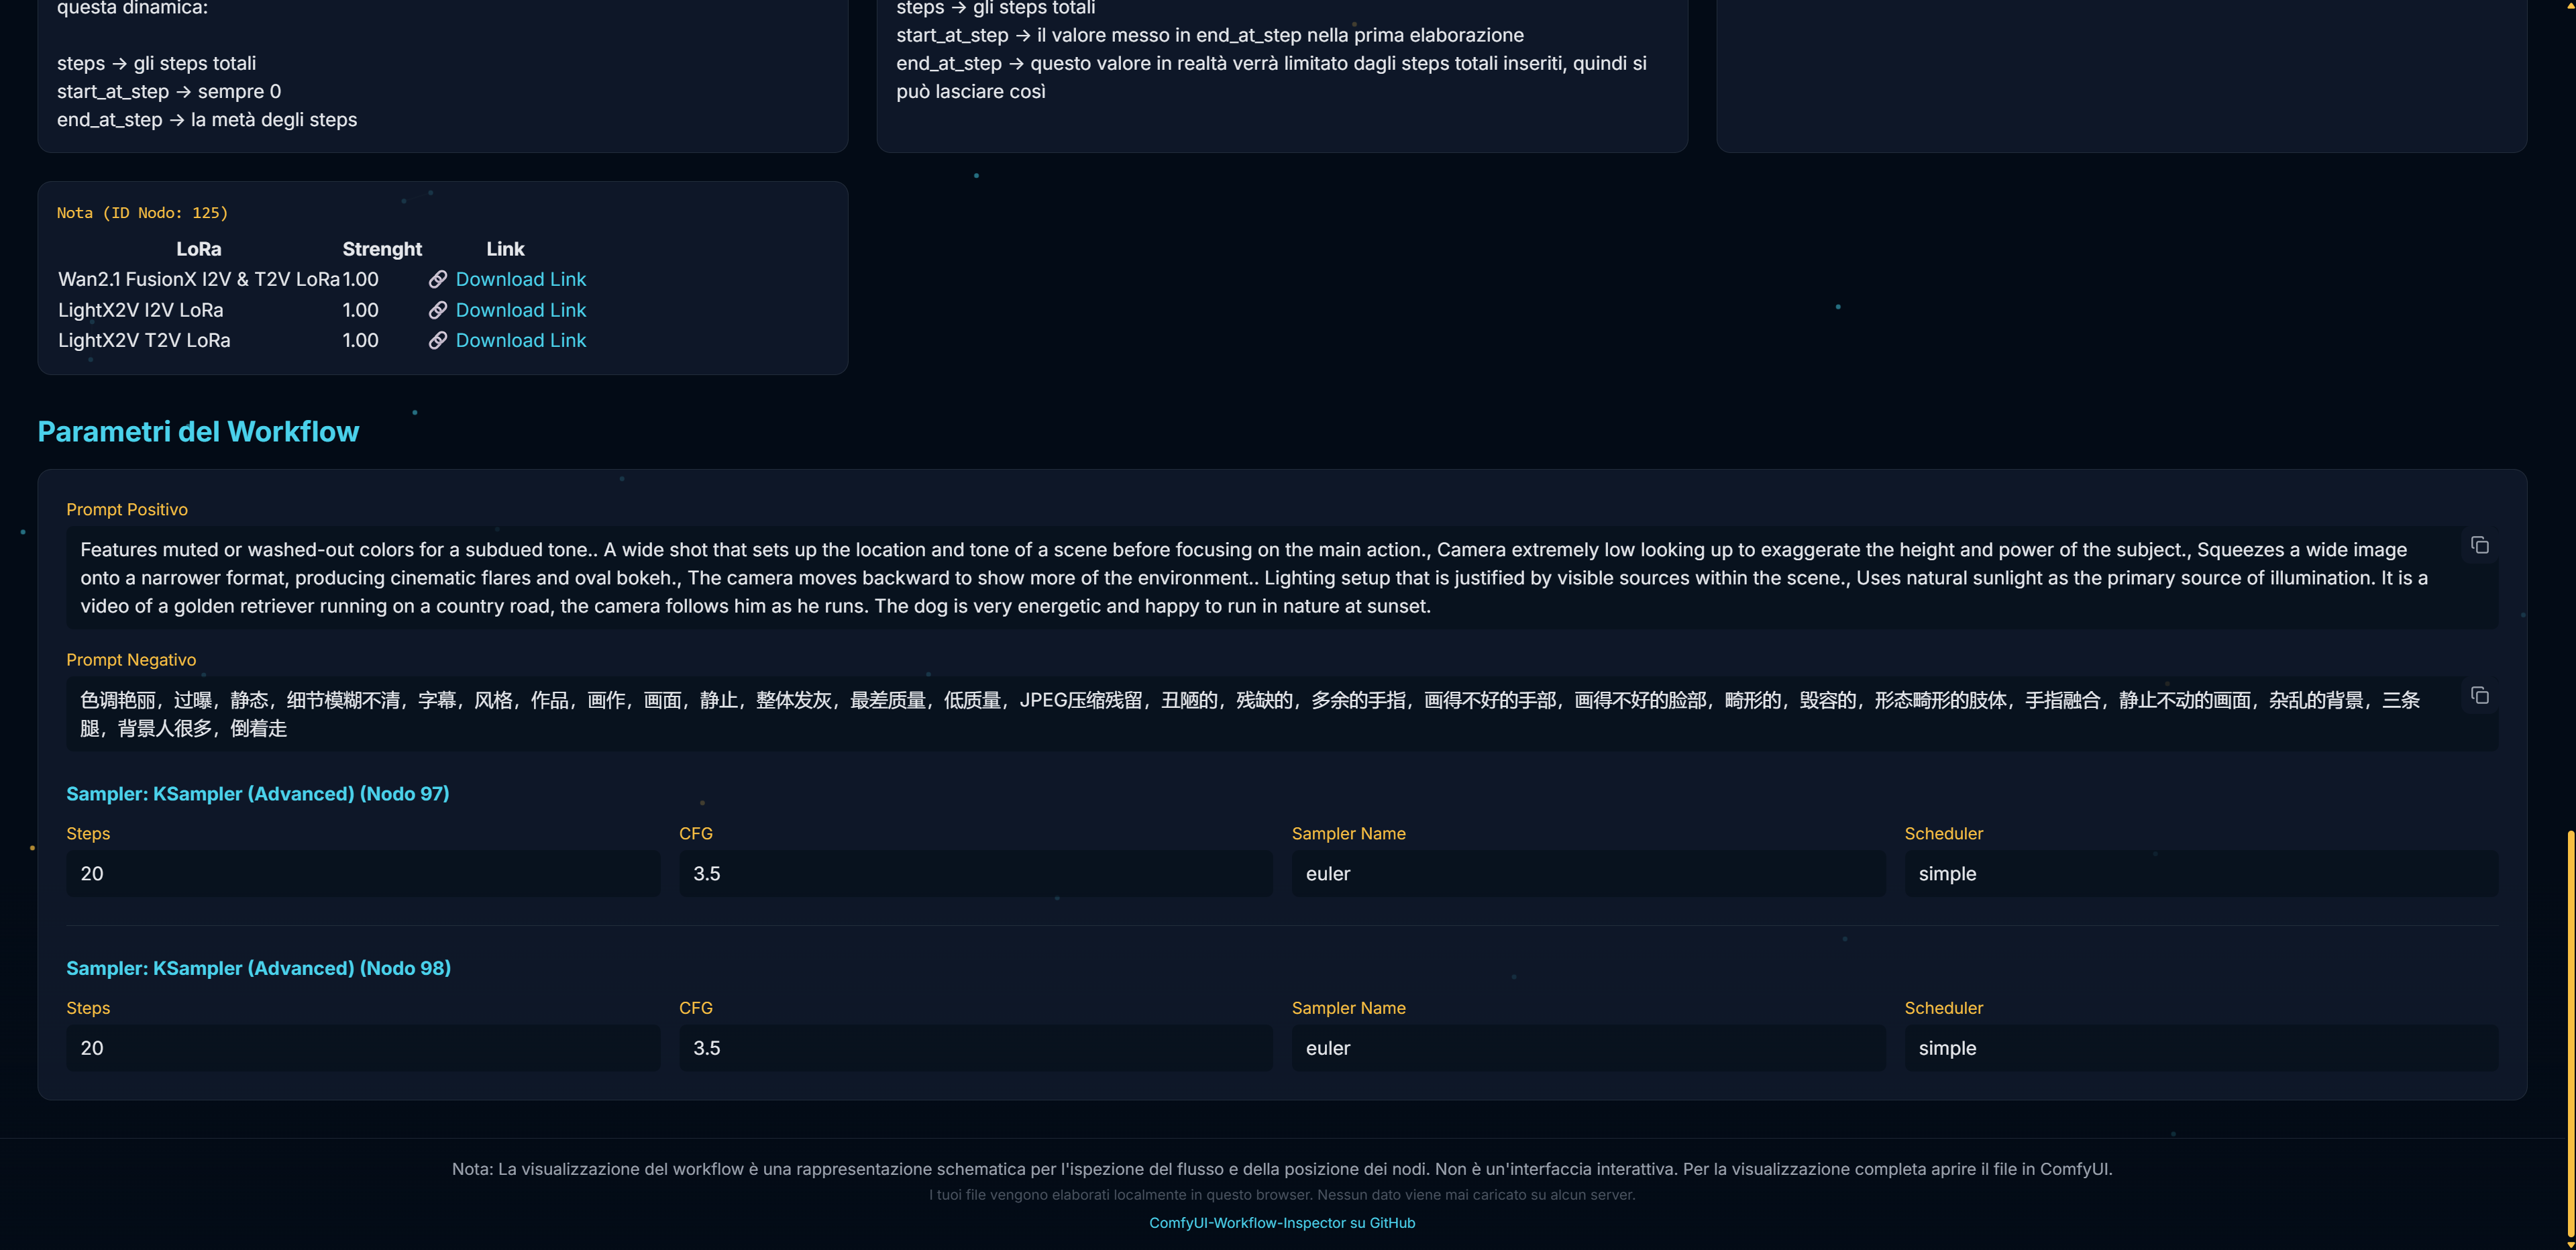 questa dinamica:
steps → gli steps totali
start_at_step → sempre 0
end_at_step → la metà degli steps
steps → gli steps totali
start_at_step → il valore messo in end_at_step nella prima elaborazione
end_at_step → questo valore in realtà verrà limitato dagli steps totali inseriti, quindi si
può lasciare così
Nota (ID Nodo: 125)
LoRa Strenght Link
Wan2.1 FusionX I2V & T2V LoRa 1.00 🔗 Download Link
LightX2V I2V LoRa 1.00 🔗 Download Link
LightX2V T2V LoRa 1.00 🔗 Download Link
Parametri del Workflow
Prompt Positivo
Features muted or washed-out colors for a subdued tone.. A wide shot that sets up the location and tone of a scene before focusing on the main action., Camera extremely low looking up to exaggerate the height and power of the subject., Squeezes a wide image
onto a narrower format, producing cinematic flares and oval bokeh., The camera moves backward to show more of the environment.. Lighting setup that is justified by visible sources within the scene., Uses natural sunlight as the primary source of illumination. It is a
video of a golden retriever running on a country road, the camera follows him as he runs. The dog is very energetic and happy to run in nature at sunset.
Prompt Negativo
色调艳丽，过曝，静态，细节模糊不清，字幕，风格，作品，画作，画面，静止，整体发灰，最差质量，低质量，JPEG压缩残留，丑陋的，残缺的，多余的手指，画得不好的手部，画得不好的脸部，畸形的，毁容的，形态畸形的肢体，手指融合，静止不动的画面，杂乱的背景，三条
腿，背景人很多，倒着走
Sampler: KSampler (Advanced) (Nodo 97)
Steps CFG Sampler Name Scheduler
20 3.5 euler simple
Sampler: KSampler (Advanced) (Nodo 98)
Steps CFG Sampler Name Scheduler
20 3.5 euler simple
Nota: La visualizzazione del workflow è una rappresentazione schematica per l'ispezione del flusso e della posizione dei nodi. Non è un'interfaccia interattiva. Per la visualizzazione completa aprire il file in ComfyUI.
I tuoi file vengono elaborati localmente in questo browser. Nessun dato viene mai caricato su alcun server.
ComfyUI-Workflow-Inspector su GitHub